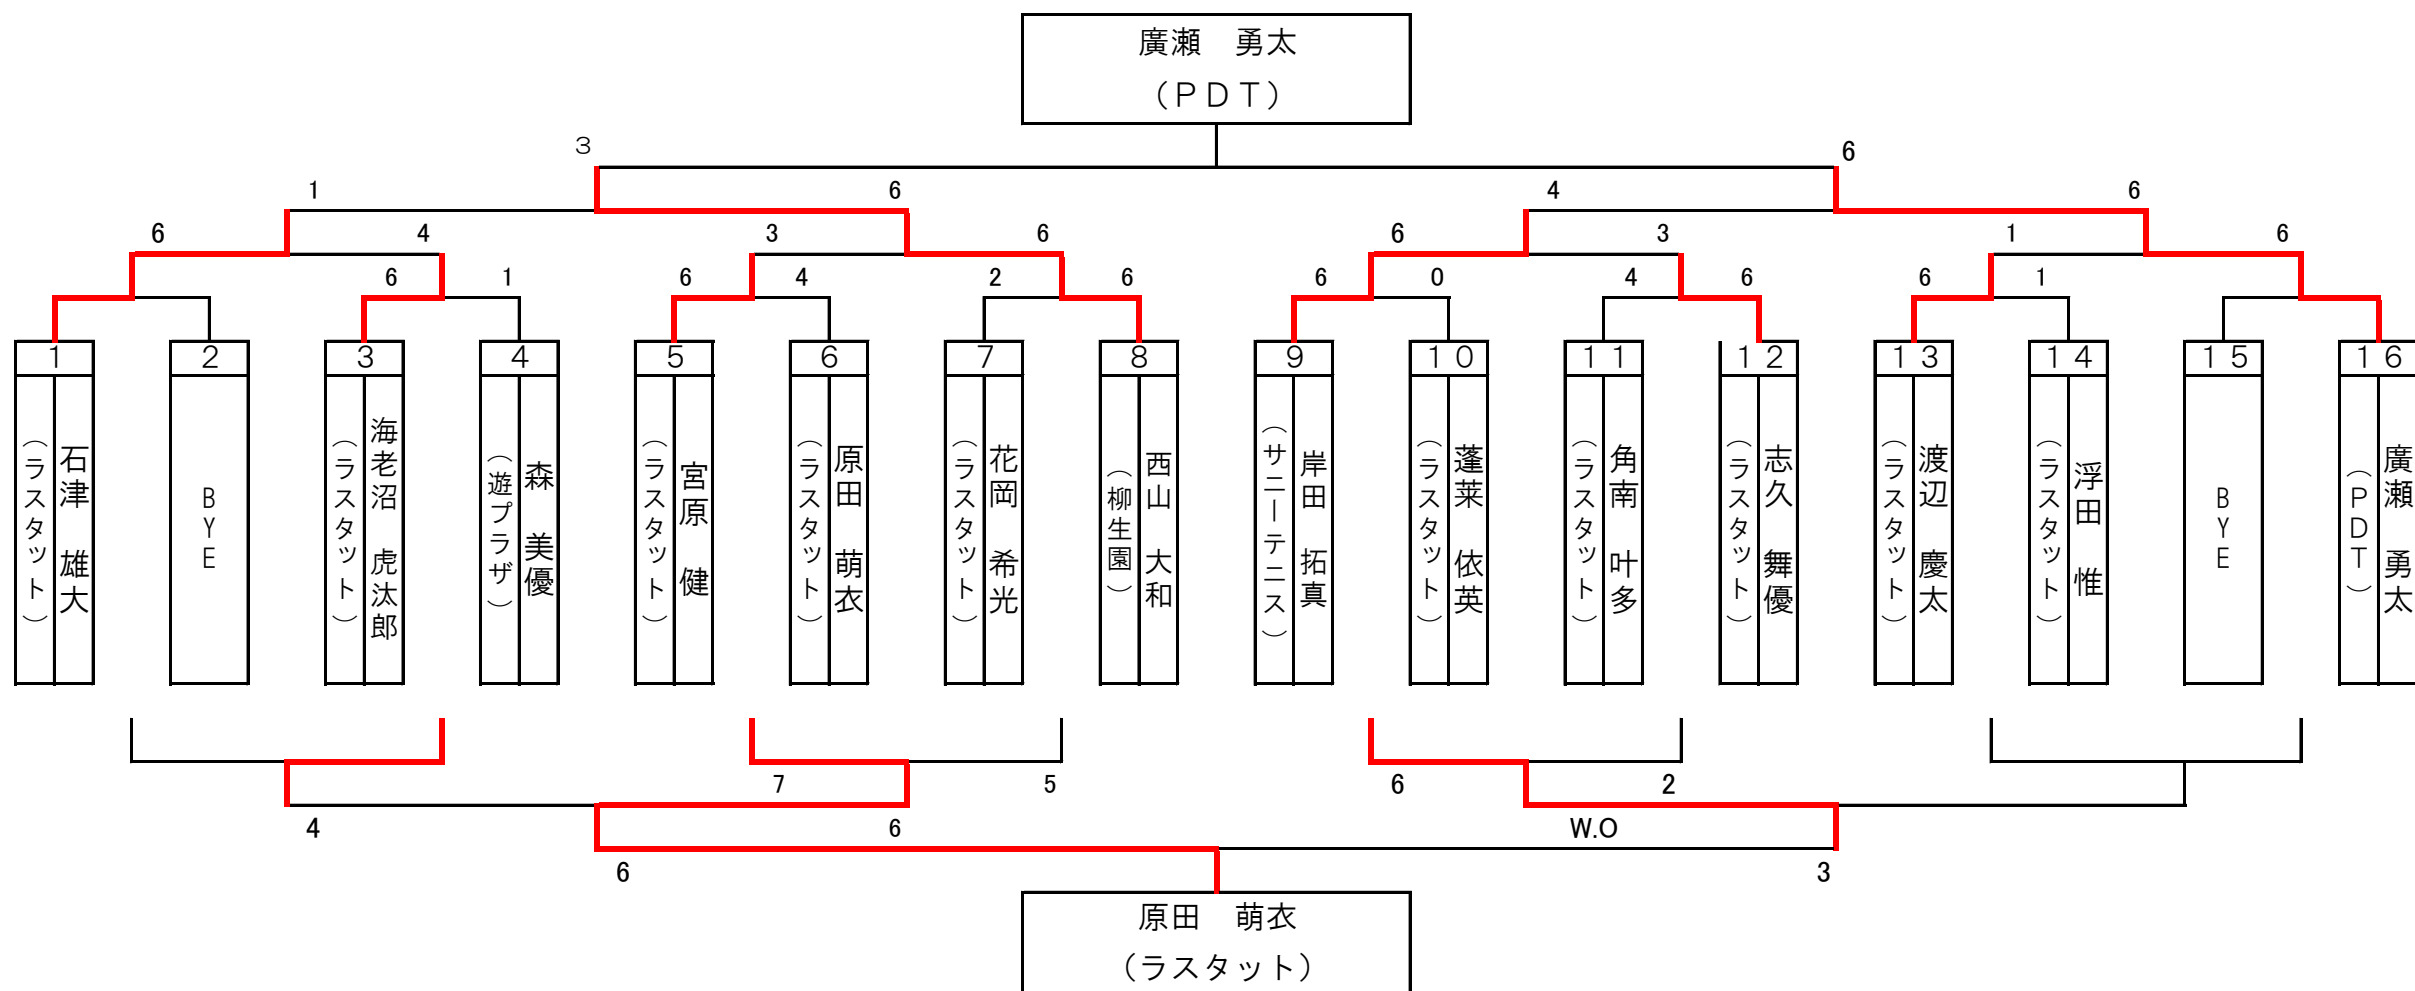 廣瀬　勇太
（ＰＤＴ）
３ 6
1 6 4 6
6 4 3 6 6 3 1 6
6 1 6 4 2 6 6 0 4 6 6 1
１ ２ ３ ４ ５ ６ ７ ８ ９ １０ １１ １２ １３ １４ １５ １６
石津　雄大
（ラスタット）
BYE
海老沼　虎汰郎
（ラスタット）
森　美優
（遊プラザ）
宮原　健
（ラスタット）
原田　萌衣
（ラスタット）
花岡　希光
（ラスタット）
西山　大和
（柳生園）
岸田　拓真
（サニーテニス）
蓬莱　依英
（ラスタット）
角南　叶多
（ラスタット）
志久　舞優
（ラスタット）
渡辺　慶太
（ラスタット）
浮田　惟
（ラスタット）
BYE
廣瀬　勇太
（ＰＤＴ）
7 5 6 2
4 6 W.O
6 3
原田　萌衣
（ラスタット）